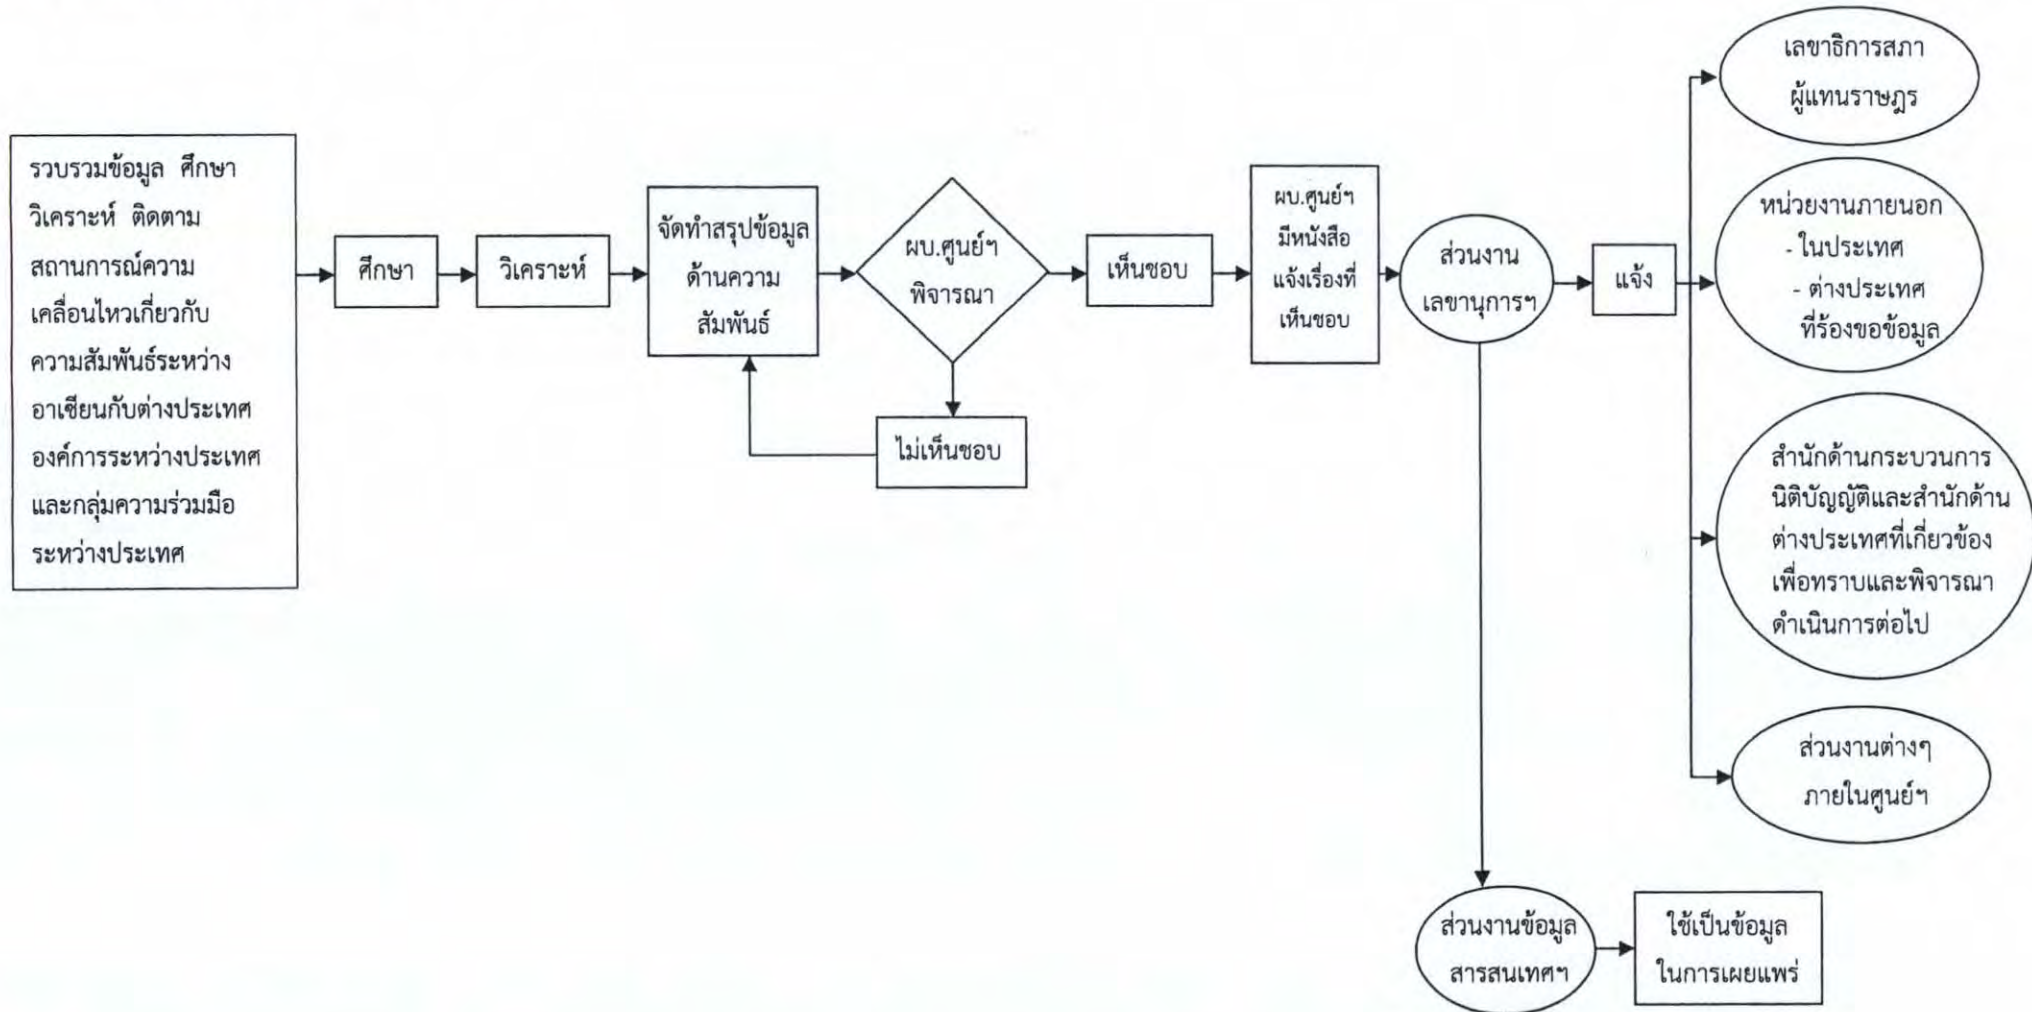 รวบรวมข้อมูล ศึกษา
วิเคราะห์ ติดตาม
สถานการณ์ความ
เคลื่อนไหวเกี่ยวกับ
ความสัมพันธ์ระหว่าง
อาเซียนกับต่างประเทศ
องค์การระหว่างประเทศ
และกลุ่มความร่วมมือ
ระหว่างประเทศ
ศึกษา
วิเคราะห์
จัดทำสรุปข้อมูล
ด้านความ
สัมพันธ์
ผบ.ศูนย์ฯ
พิจารณา
ไม่เห็นชอบ
เห็นชอบ
ผบ.ศูนย์ฯ
มีหนังสือ
แจ้งเรื่องที่
เห็นชอบ
ส่วนงาน
เลขานุการฯ
แจ้ง
เลขาธิการสภา
ผู้แทนราษฎร
หน่วยงานภายนอก
- ในประเทศ
- ต่างประเทศ
ที่ร้องขอข้อมูล
สำนักด้านกระบวนการ
นิติบัญญัติและสำนักด้าน
ต่างประเทศที่เกี่ยวข้อง
เพื่อทราบและพิจารณา
ดำเนินการต่อไป
ส่วนงานต่างๆ
ภายในศูนย์ฯ
ส่วนงานข้อมูล
สารสนเทศฯ
ใช้เป็นข้อมูล
ในการเผยแพร่